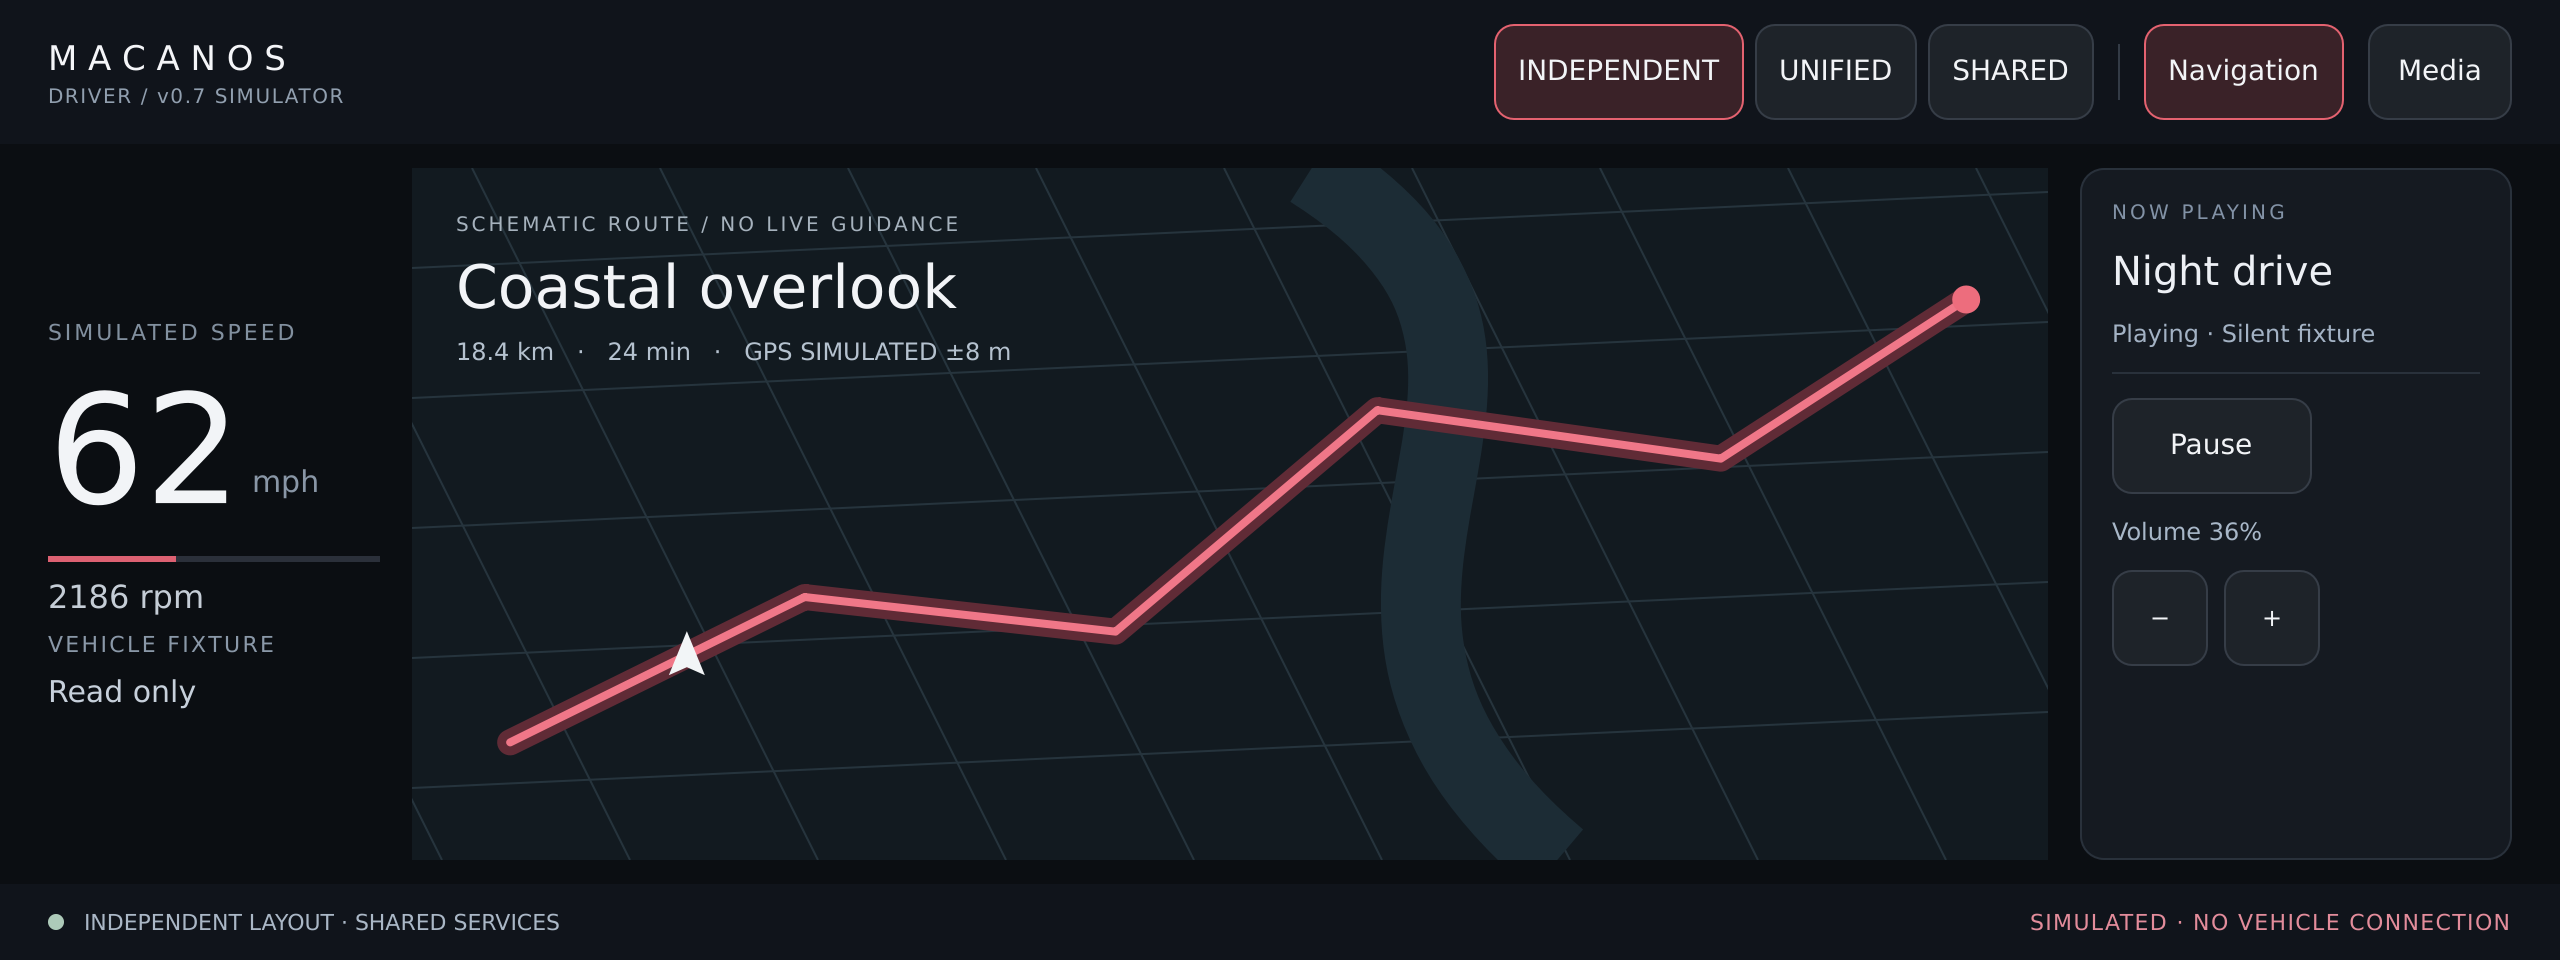 MACANOS
DRIVER / v0.7 SIMULATOR
INDEPENDENT
UNIFIED
SHARED
Navigation
Media
SIMULATED SPEED
62 mph
2186 rpm
VEHICLE FIXTURE
Read only
SCHEMATIC ROUTE / NO LIVE GUIDANCE
Coastal overlook
18.4 km · 24 min · GPS SIMULATED ±8 m
NOW PLAYING
Night drive
Playing · Silent fixture
Pause
Volume 36%
− +
INDEPENDENT LAYOUT · SHARED SERVICES
SIMULATED · NO VEHICLE CONNECTION